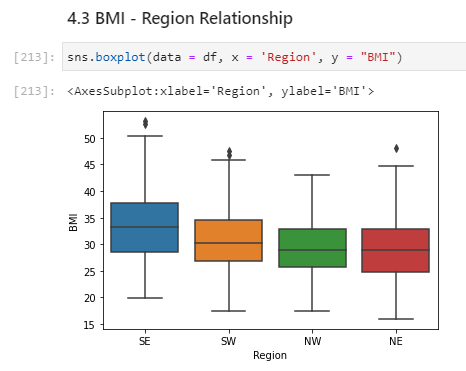 4.3 BMI - Region Relationship
[213]: sns.boxplot(data = df, x = 'Region', y = "BMI")
[213]: <AxesSubplot:xlabel='Region', ylabel='BMI'>
50
45
40
35
30
25
20
15
BMI
SE SW NW NE
Region